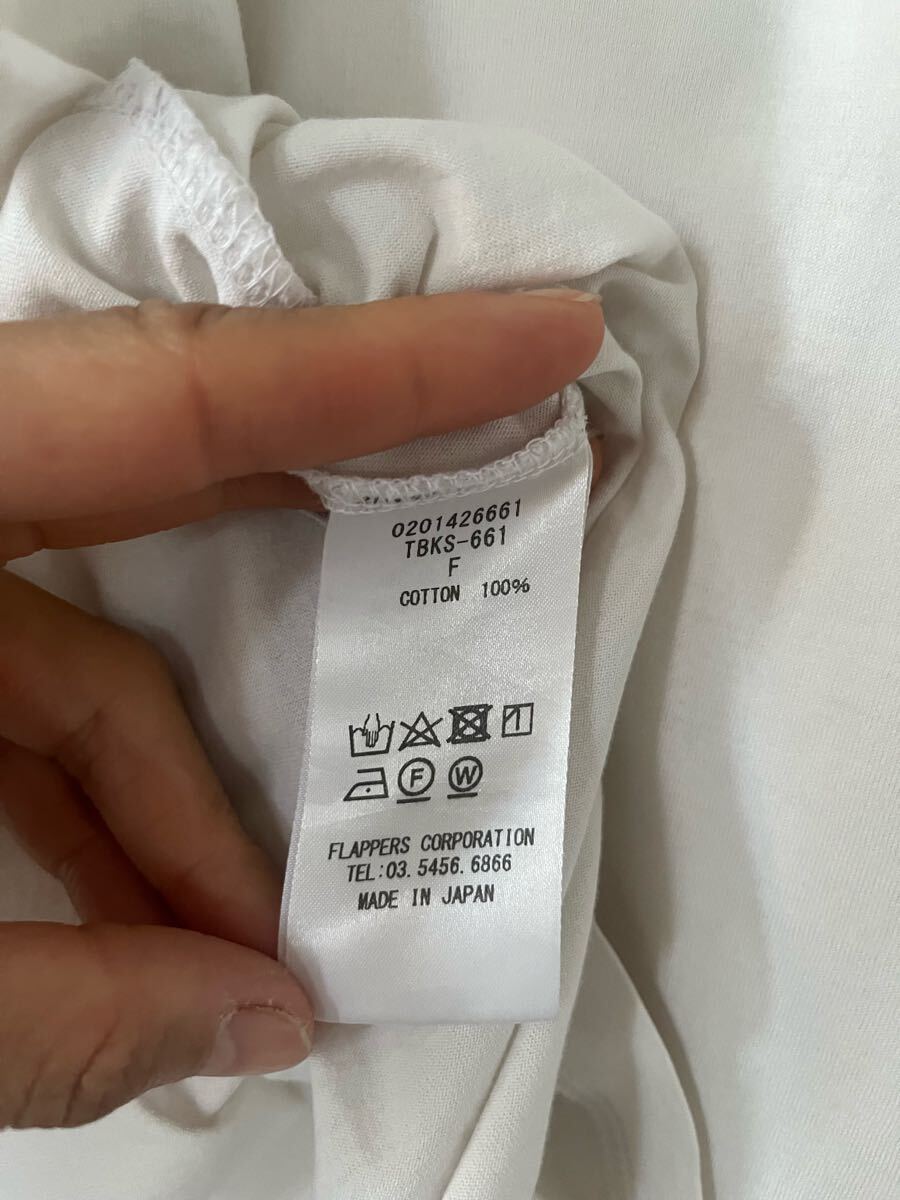 0201426661
TBKS-661
F
COTTON 100%
F W
FLAPPERS CORPORATION
TEL:03.5456.6866
MADE IN JAPAN